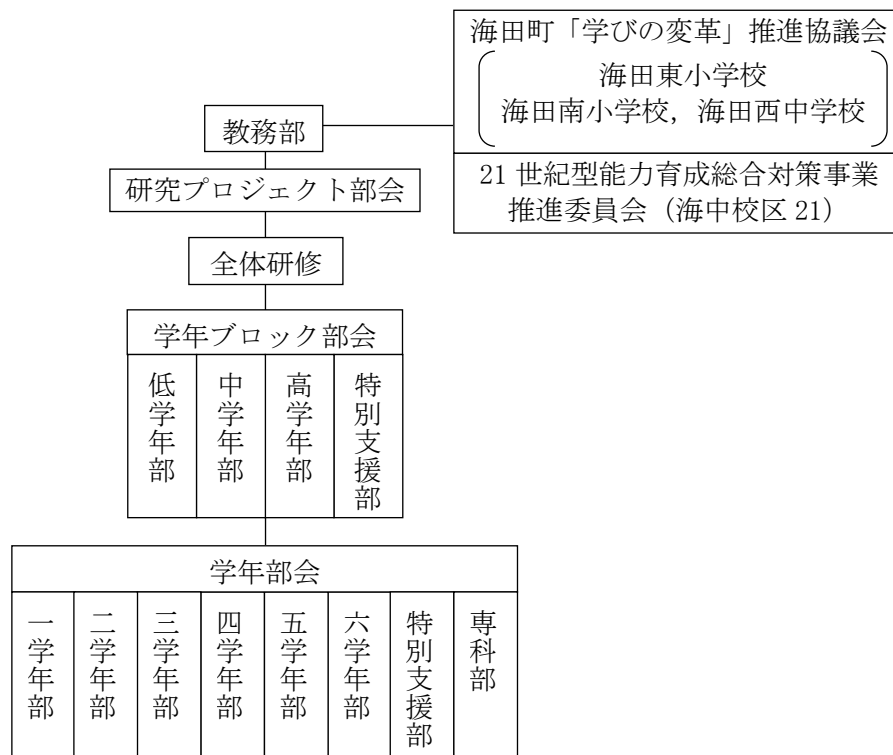 海田町「学びの変革」推進協議会
海田東小学校
海田南小学校，海田西中学校
教務部
21世紀型能力育成総合対策事業
推進委員会（海中校区21）
研究プロジェクト部会
全体研修
学年ブロック部会
低学年部
中学年部
高学年部
特別支援部
学年部会
一学年部
二学年部
三学年部
四学年部
五学年部
六学年部
特別支援部
専科部